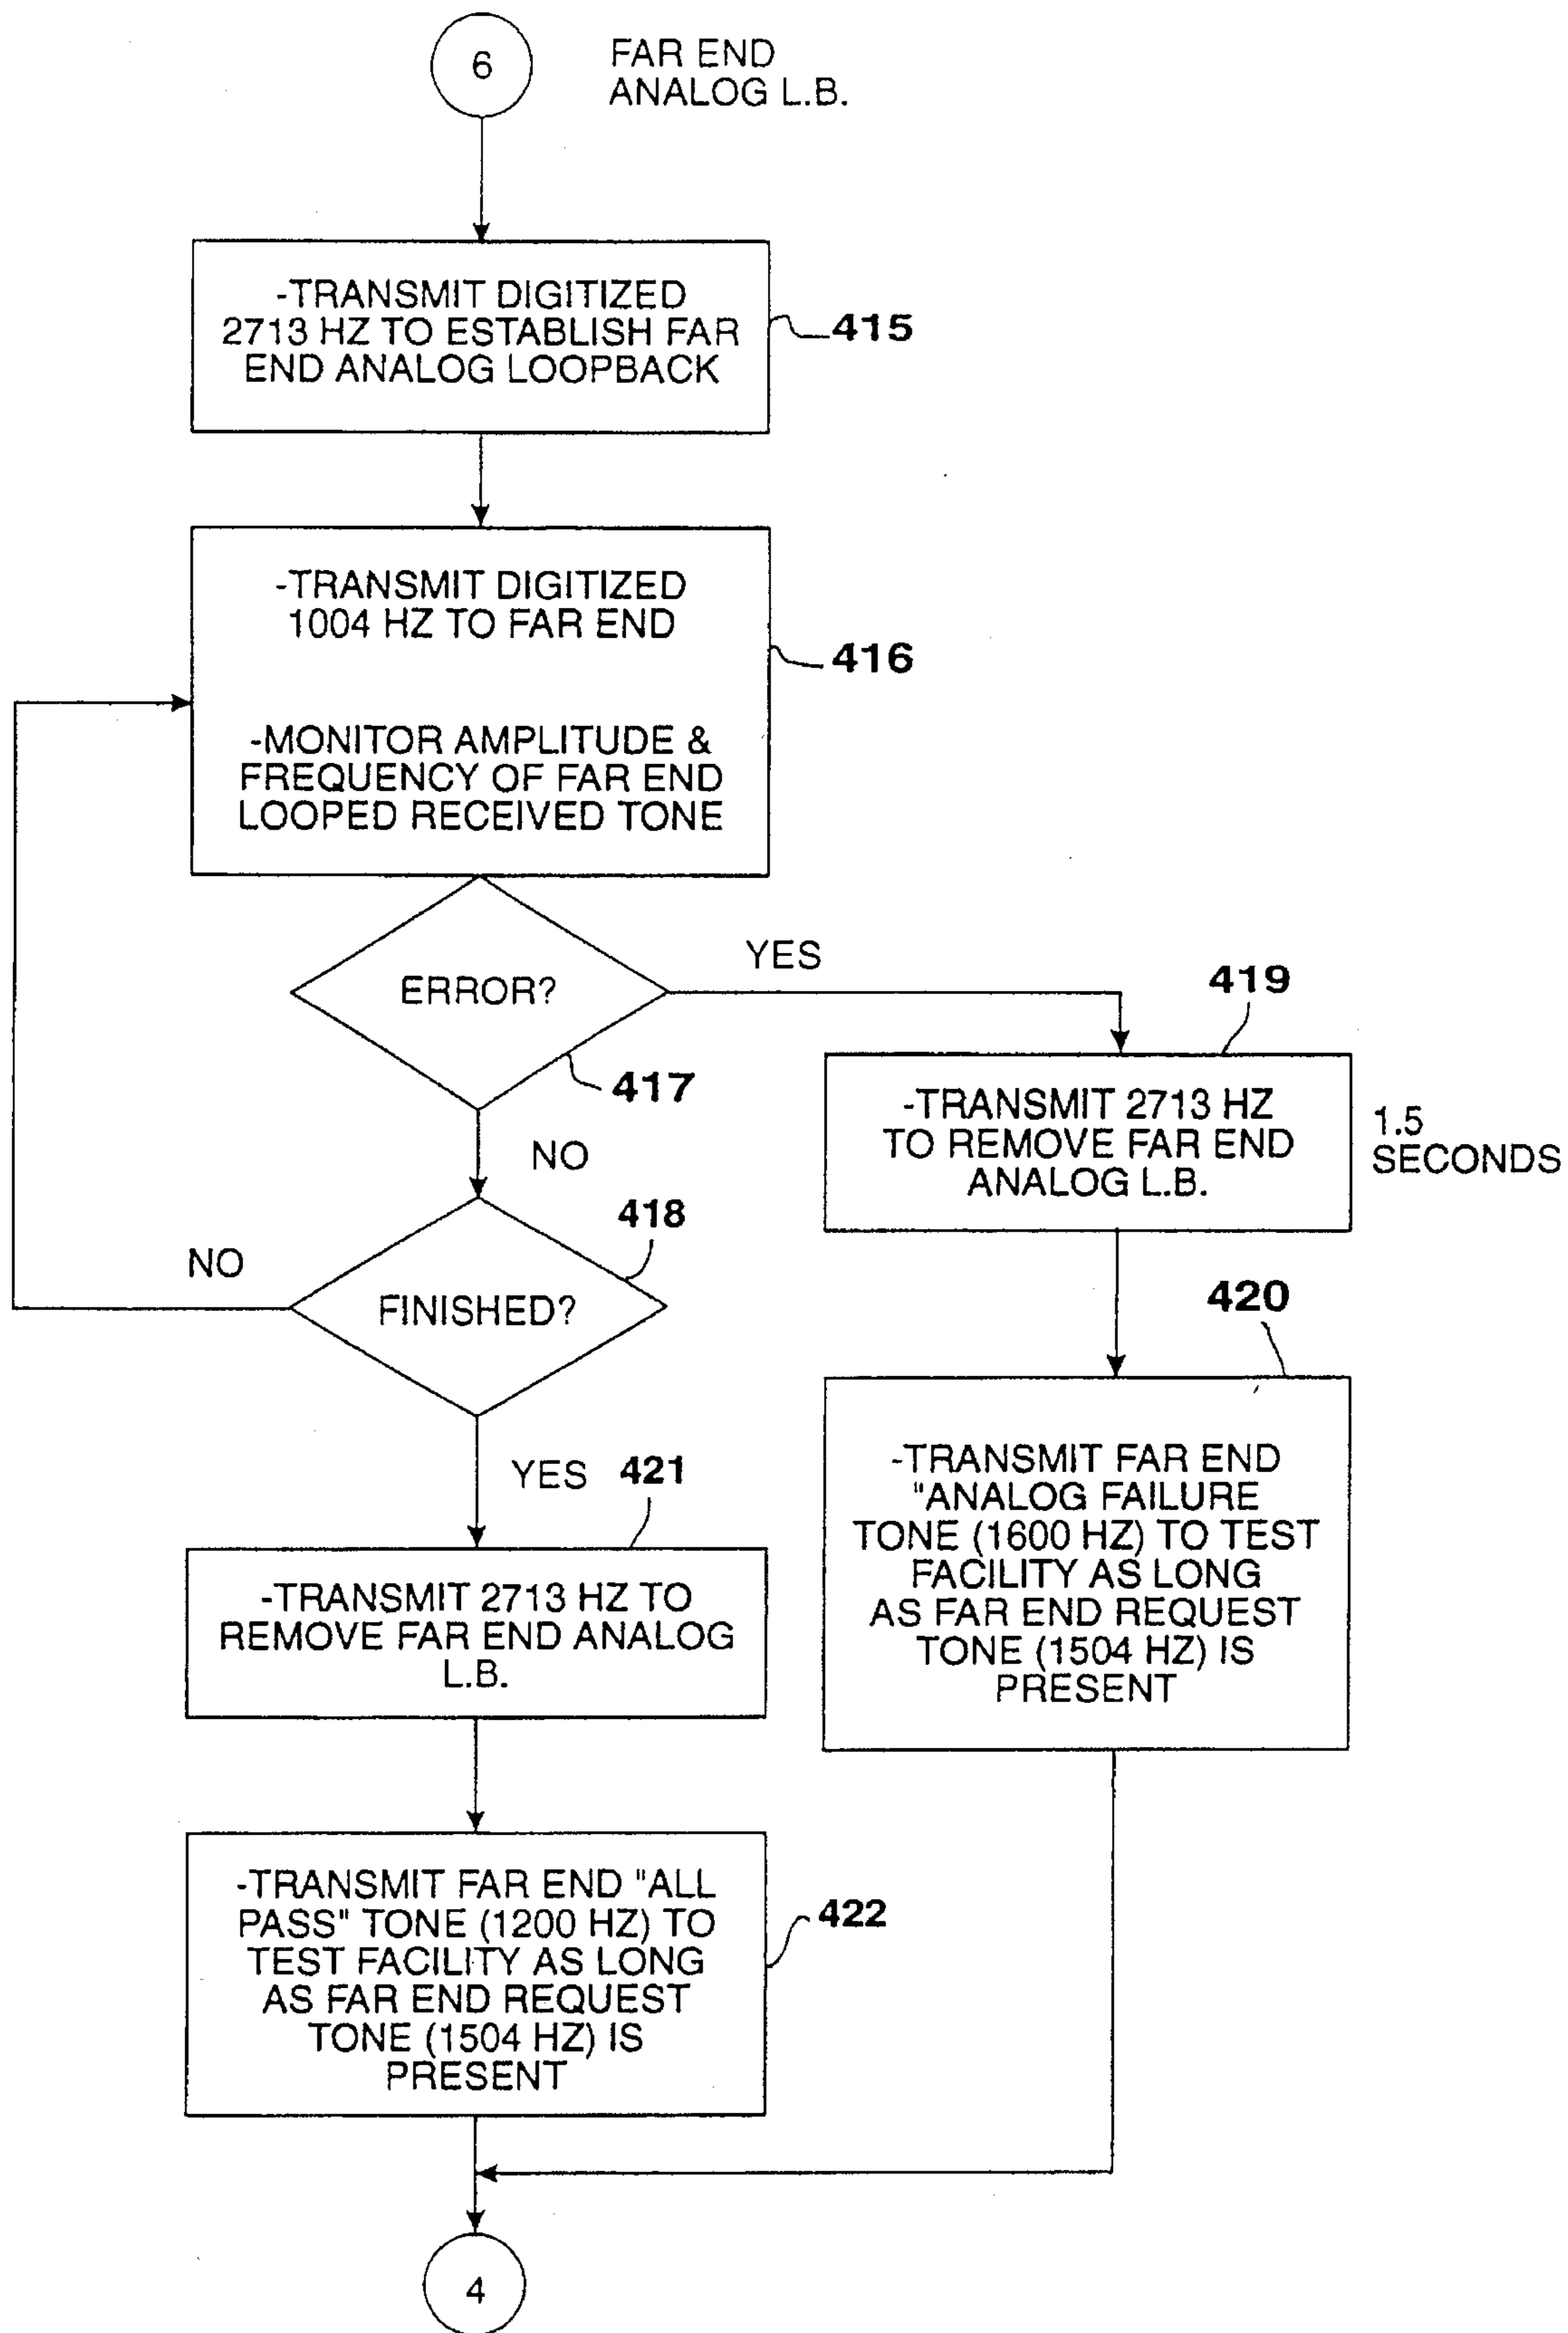 6
FAR END
ANALOG L.B.
-TRANSMIT DIGITIZED
2713 HZ TO ESTABLISH FAR
END ANALOG LOOPBACK
415
-TRANSMIT DIGITIZED
1004 HZ TO FAR END
416
-MONITOR AMPLITUDE &
FREQUENCY OF FAR END
LOOPED RECEIVED TONE
ERROR?
YES
417
NO
419
-TRANSMIT 2713 HZ
TO REMOVE FAR END
ANALOG L.B.
1.5
SECONDS
418
NO
FINISHED?
420
-TRANSMIT FAR END
"ANALOG FAILURE
TONE (1600 HZ) TO TEST
FACILITY AS LONG
AS FAR END REQUEST
TONE (1504 HZ) IS
PRESENT
YES
421
-TRANSMIT 2713 HZ TO
REMOVE FAR END ANALOG
L.B.
-TRANSMIT FAR END "ALL
PASS" TONE (1200 HZ) TO
TEST FACILITY AS LONG
AS FAR END REQUEST
TONE (1504 HZ) IS
PRESENT
422
4